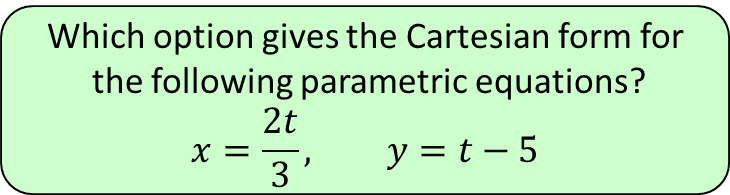 Which option gives the Cartesian form for
the following parametric equations?
x = 2t/3, y = t − 5